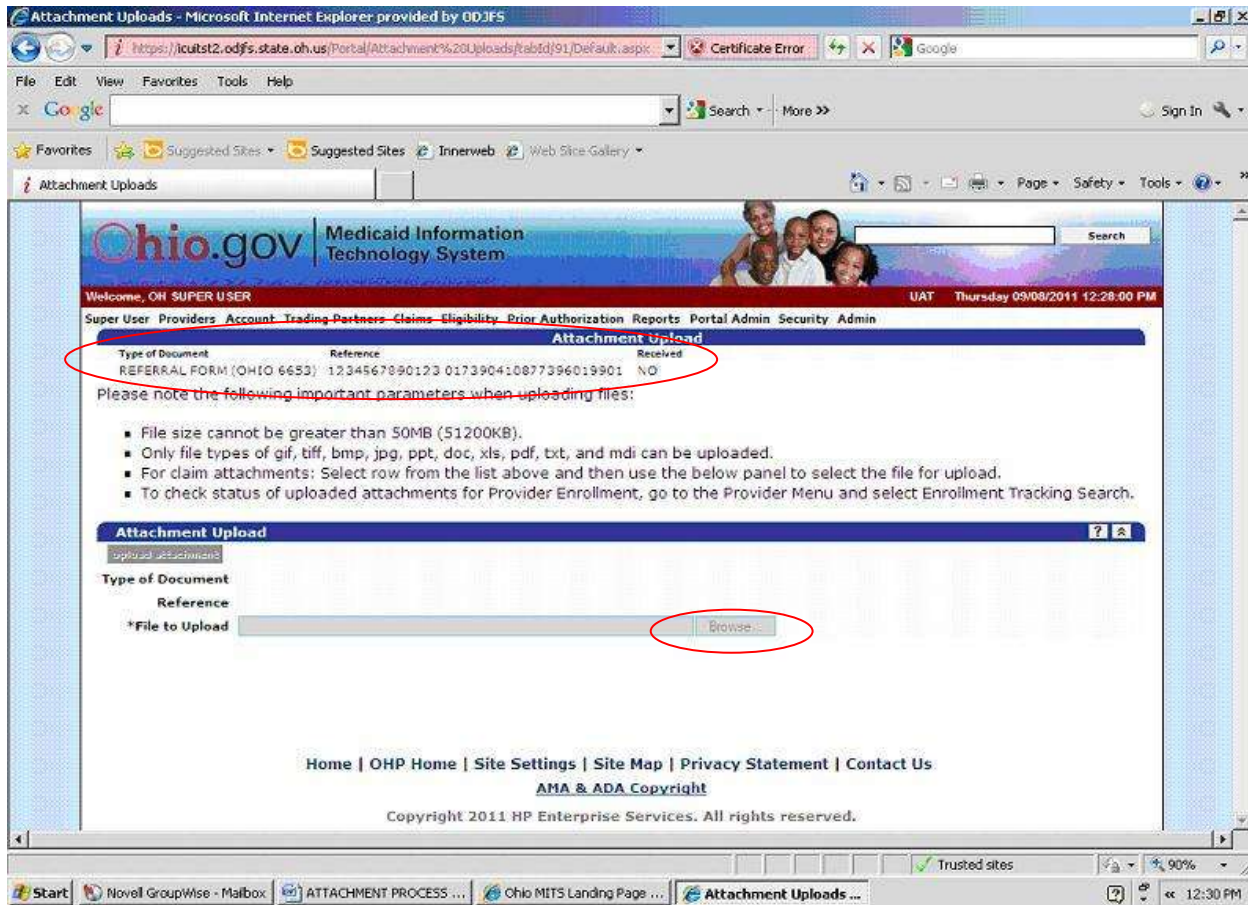 Attachment Uploads - Microsoft Internet Explorer provided by ODJFS
https://icuitst2.odjfs.state.oh.us/Portal/Attachment%20Uploads/tabId/91/Default.aspx Certificate Error Google
File Edit View Favorites Tools Help
x Google Search More >> Sign In
Favorites Suggested Sites Suggested Sites Innerweb Web Slice Gallery
Attachment Uploads Page Safety Tools
Ohio.gov Medicaid Information
Technology System
Search
Welcome, OH SUPER USER UAT Thursday 09/08/2011 12:28:00 PM
Super User Providers Account Trading Partners Claims Eligibility Prior Authorization Reports Portal Admin Security Admin
Attachment Upload
Type of Document Reference Received
REFERRAL FORM (OHIO 6653) 1234567890123 017390410877396019901 NO
Please note the following important parameters when uploading files:
File size cannot be greater than 50MB (51200KB).
Only file types of gif, tiff, bmp, jpg, ppt, doc, xls, pdf, txt, and mdi can be uploaded.
For claim attachments: Select row from the list above and then use the below panel to select the file for upload.
To check status of uploaded attachments for Provider Enrollment, go to the Provider Menu and select Enrollment Tracking Search.
Attachment Upload ?
upload attachment
Type of Document
Reference
*File to Upload Browse...
Home | OHP Home | Site Settings | Site Map | Privacy Statement | Contact Us
AMA & ADA Copyright
Copyright 2011 HP Enterprise Services. All rights reserved.
Trusted sites 90%
Start Novell GroupWise - Mailbox ATTACHMENT PROCESS ... Ohio MITS Landing Page ... Attachment Uploads ... 12:30 PM